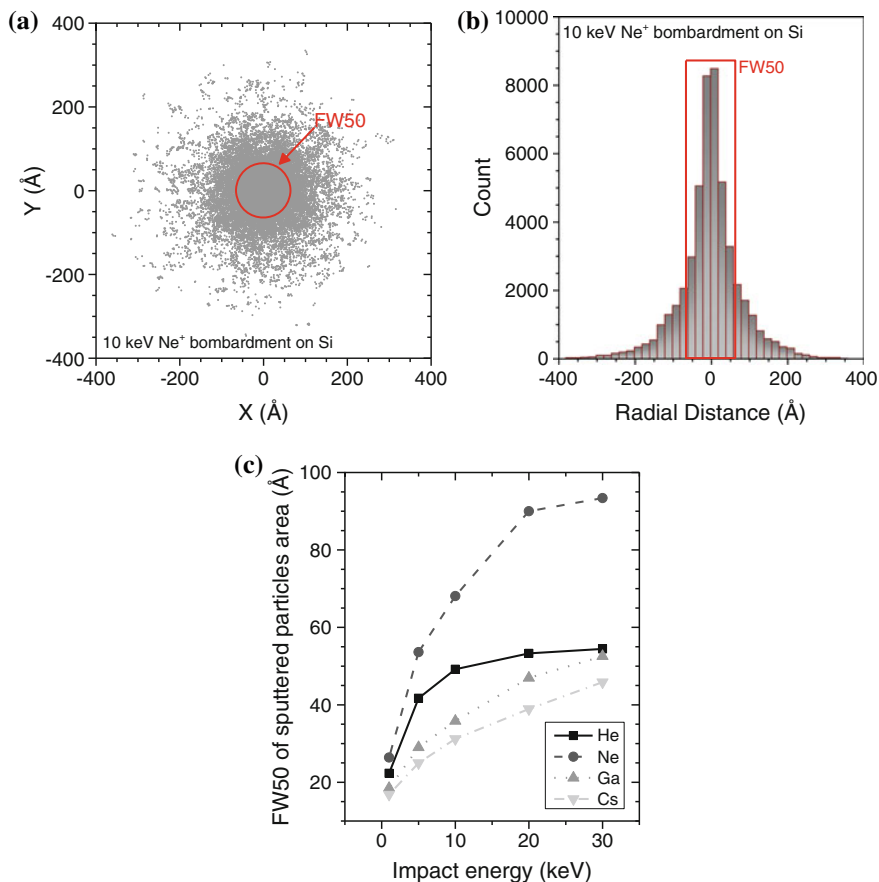 (a)
400
200
0
-200
-400
Y (Å)
FW50
10 keV Ne⁺ bombardment on Si
-400 -200 0 200 400
X (Å)
(b)
10000
8000
6000
4000
2000
0
Count
10 keV Ne⁺ bombardment on Si
FW50
-400 -200 0 200 400
Radial Distance (Å)
(c)
100
80
60
40
20
FW50 of sputtered particles area (Å)
He
Ne
Ga
Cs
0 10 20 30
Impact energy (keV)